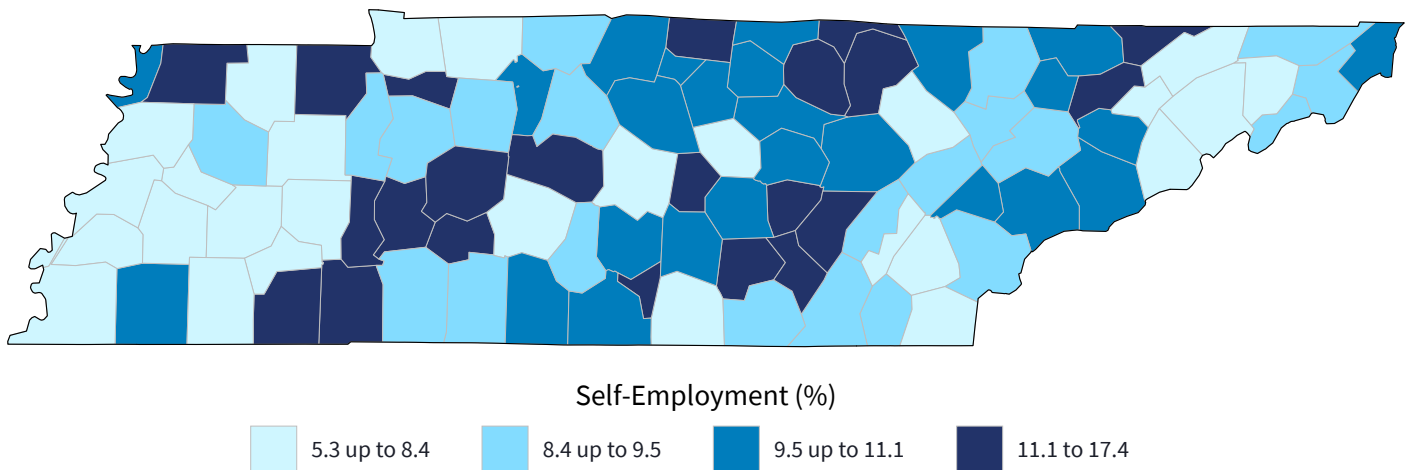 Self-Employment (%)
5.3 up to 8.4 8.4 up to 9.5 9.5 up to 11.1 11.1 to 17.4